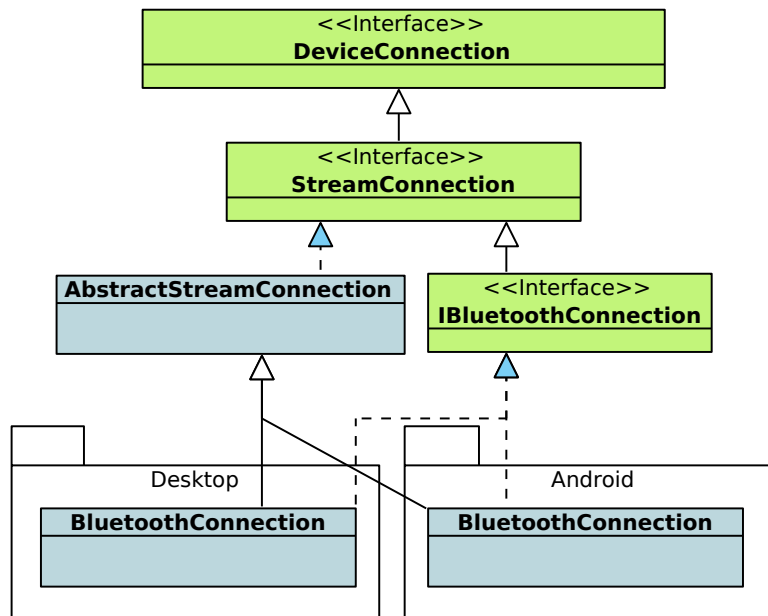 <<Interface>>
DeviceConnection
<<Interface>>
StreamConnection
AbstractStreamConnection
<<Interface>>
IBluetoothConnection
Desktop
BluetoothConnection
Android
BluetoothConnection